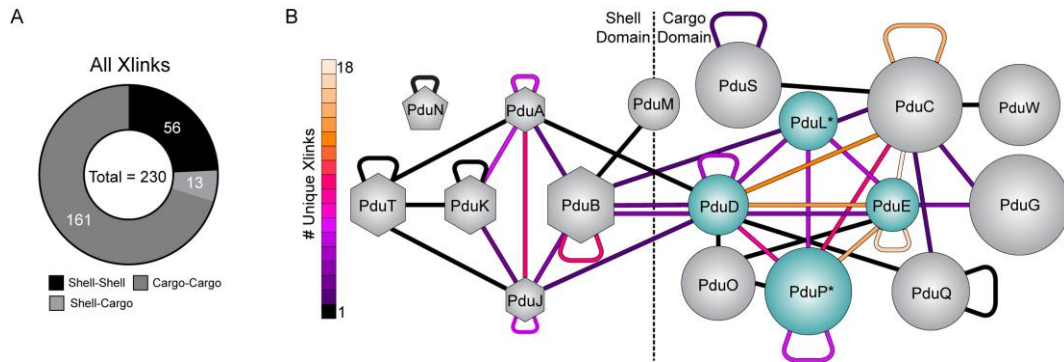 A
All Xlinks
56
13
161
Total = 230
Shell-Shell
Cargo-Cargo
Shell-Cargo
B
# Unique Xlinks
18
1
Shell
Domain
Cargo
Domain
PduN
PduA
PduM
PduS
PduC
PduW
PduL*
PduT
PduK
PduB
PduD
PduE
PduG
PduJ
PduO
PduP*
PduQ